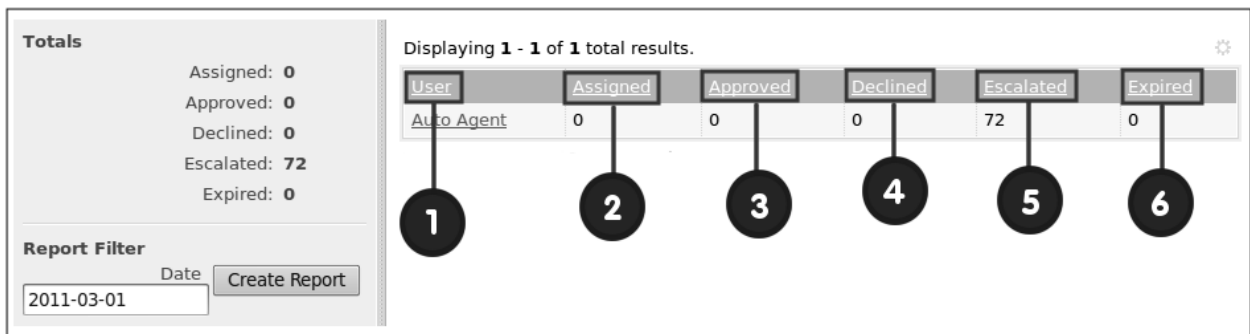 Totals
Assigned: 0
Approved: 0
Declined: 0
Escalated: 72
Expired: 0
Report Filter
Date
2011-03-01
Create Report
Displaying 1 - 1 of 1 total results.
User Assigned Approved Declined Escalated Expired
Auto Agent 0 0 0 72 0
1 2 3 4 5 6